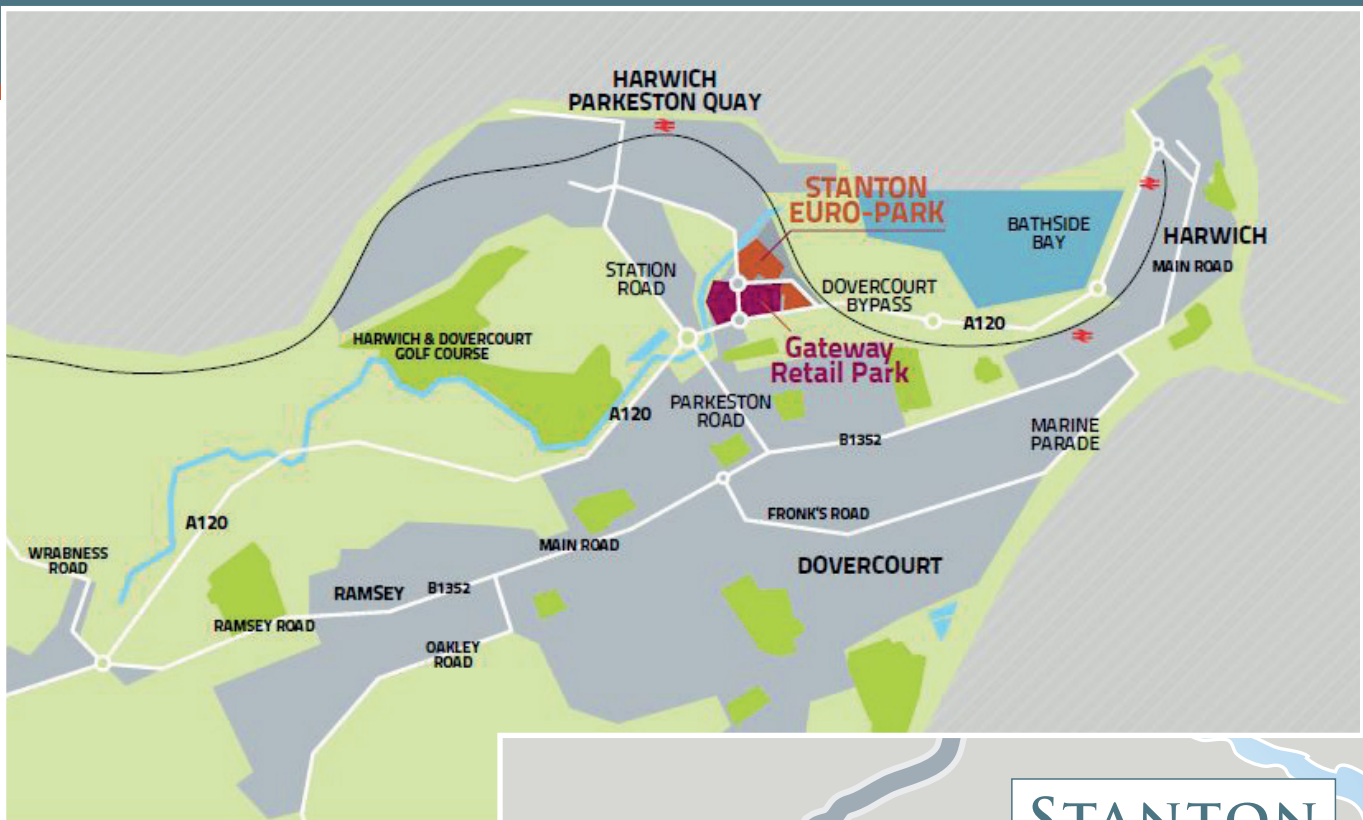 HARWICH
PARKESTON QUAY
STANTON
EURO-PARK
BATHSIDE
BAY
HARWICH
MAIN ROAD
STATION
ROAD
DOVERCOURT
BYPASS
A120
HARWICH & DOVERCOURT
GOLF COURSE
Gateway
Retail Park
A120
PARKESTON
ROAD
B1352
MARINE
PARADE
FRONK'S ROAD
A120
MAIN ROAD
WRABNESS
ROAD
DOVERCOURT
RAMSEY
B1352
RAMSEY ROAD
OAKLEY
ROAD
STANTON